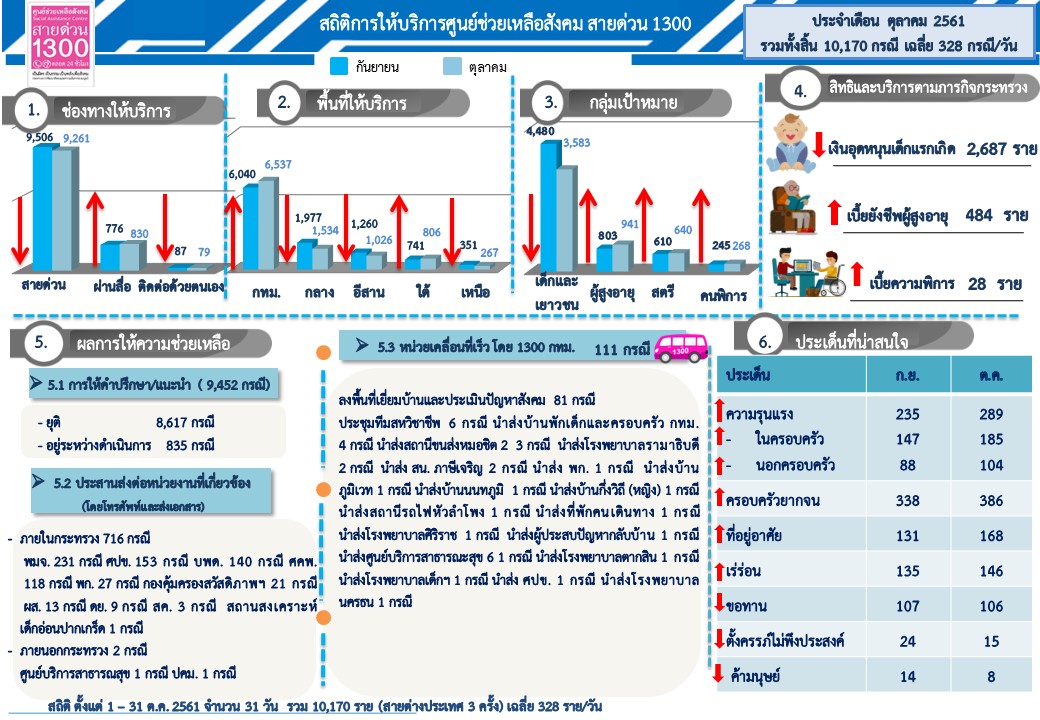 ศูนย์ช่วยเหลือสังคม
Social Assistance Centre
สายด่วน
1300
ตลอด 24 ชั่วโมง
สถิติการให้บริการศูนย์ช่วยเหลือสังคม สายด่วน 1300
ประจำเดือน ตุลาคม 2561
รวมทั้งสิ้น 10,170 กรณี เฉลี่ย 328 กรณี/วัน
กันยายน
ตุลาคม
1.
ช่องทางให้บริการ
9,506
9,261
776
830
87
79
สายด่วน
ผ่านสื่อ
ติดต่อด้วยตนเอง
2.
พื้นที่ให้บริการ
6,040
6,537
1,977
1,534
1,260
1,026
741
806
351
267
กทม.
กลาง
อีสาน
ใต้
เหนือ
3.
กลุ่มเป้าหมาย
4,480
3,583
803
941
610
640
245
268
เด็กและ
เยาวชน
ผู้สูงอายุ
สตรี
คนพิการ
4.
สิทธิและบริการตามภารกิจกระทรวง
เงินอุดหนุนเด็กแรกเกิด 2,687 ราย
เบี้ยยังชีพผู้สูงอายุ 484 ราย
เบี้ยความพิการ 28 ราย
5.
ผลการให้ความช่วยเหลือ
5.1 การให้คำปรึกษา/แนะนำ ( 9,452 กรณี)
- ยุติ 8,617 กรณี
- อยู่ระหว่างดำเนินการ 835 กรณี
5.2 ประสานส่งต่อหน่วยงานที่เกี่ยวข้อง
(โดยโทรศัพท์และส่งเอกสาร)
- ภายในกระทรวง 716 กรณี
พมจ. 231 กรณี ศปข. 153 กรณี บพด. 140 กรณี ศคพ.
118 กรณี พก. 27 กรณี กองคุ้มครองสวัสดิภาพฯ 21 กรณี
ผส. 13 กรณี ดย. 9 กรณี สค. 3 กรณี สถานสงเคราะห์
เด็กอ่อนปากเกร็ด 1 กรณี
- ภายนอกกระทรวง 2 กรณี
ศูนย์บริการสาธารณสุข 1 กรณี ปคม. 1 กรณี
5.3 หน่วยเคลื่อนที่เร็ว โดย 1300 กทม. 111 กรณี
1300
ลงพื้นที่เยี่ยมบ้านและประเมินปัญหาสังคม 81 กรณี
ประชุมทีมสหวิชาชีพ 6 กรณี นำส่งบ้านพักเด็กและครอบครัว กทม.
4 กรณี นำส่งสถานีขนส่งหมอชิต 2 3 กรณี นำส่งโรงพยาบาลรามาธิบดี
2 กรณี นำส่ง สน. ภาษีเจริญ 2 กรณี นำส่ง พก. 1 กรณี นำส่งบ้าน
ภูมิเวท 1 กรณี นำส่งบ้านนนทภูมิ 1 กรณี นำส่งบ้านกึ่งวิถี (หญิง) 1 กรณี
นำส่งสถานีรถไฟหัวลำโพง 1 กรณี นำส่งที่พักคนเดินทาง 1 กรณี
นำส่งโรงพยาบาลศิริราช 1 กรณี นำส่งผู้ประสบปัญหากลับบ้าน 1 กรณี
นำส่งศูนย์บริการสาธารณะสุข 6 1 กรณี นำส่งโรงพยาบาลตากสิน 1 กรณี
นำส่งโรงพยาบาลเด็กฯ 1 กรณี นำส่ง ศปข. 1 กรณี นำส่งโรงพยาบาล
นครธน 1 กรณี
6.
ประเด็นที่น่าสนใจ
ประเด็น ก.ย. ต.ค.
ความรุนแรง 235 289
- ในครอบครัว 147 185
- นอกครอบครัว 88 104
ครอบครัวยากจน 338 386
ที่อยู่อาศัย 131 168
เร่ร่อน 135 146
ขอทาน 107 106
ตั้งครรภ์ไม่พึงประสงค์ 24 15
ค้ามนุษย์ 14 8
สถิติ ตั้งแต่ 1 – 31 ต.ค. 2561 จำนวน 31 วัน รวม 10,170 ราย (สายต่างประเทศ 3 ครั้ง) เฉลี่ย 328 ราย/วัน